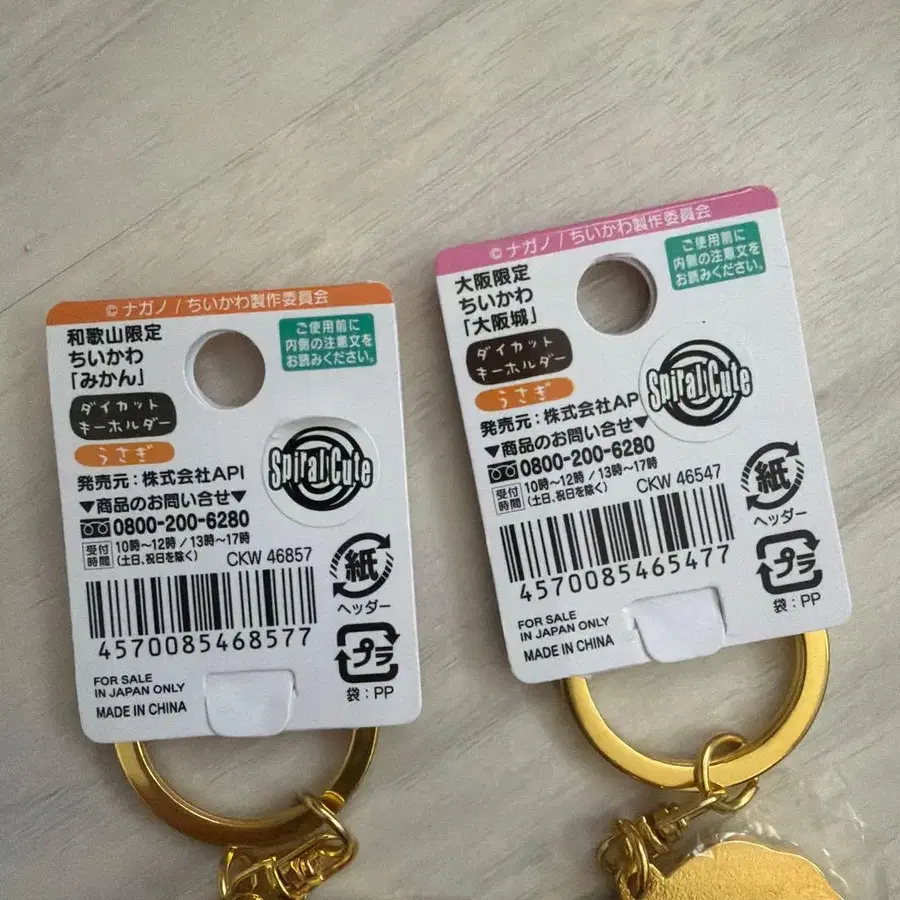 © ナガノ / ちいかわ製作委員会
和歌山限定
ちいかわ
「みかん」
ご使用前に
内側の注意文を
お読みください。
ダイカット
キーホルダー
うさぎ
発売元:株式会社API
▼商品のお問い合せ▼
0800-200-6280
受付
時間
10時〜12時 / 13時〜17時
(土日、祝日を除く)
Spiral Cute
CKW 46857
紙
ヘッダー
4570085468577
プラ
袋:PP
FOR SALE
IN JAPAN ONLY
MADE IN CHINA
© ナガノ / ちいかわ製作委員会
大阪限定
ちいかわ
「大阪城」
ご使用前に
内側の注意文を
お読みください。
ダイカット
キーホルダー
うさぎ
発売元:株式会社AP
▼商品のお問い合せ▼
0800-200-6280
受付
時間
10時〜12時 / 13時〜17時
(土日、祝日を除く)
Spiral Cute
CKW 46547
紙
ヘッダー
4570085465477
プラ
袋:PP
FOR SALE
IN JAPAN ONLY
MADE IN CHINA